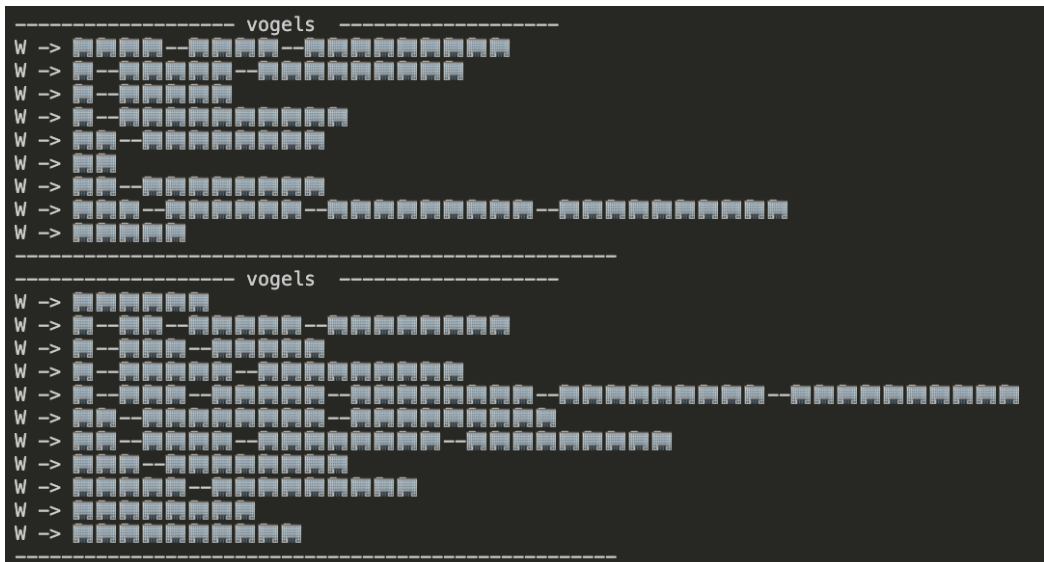 ------------------- vogels  -------------------
W -> 🏢🏢🏢🏢--🏢🏢🏢🏢--🏢🏢🏢🏢🏢🏢🏢🏢🏢
W -> 🏢--🏢🏢🏢🏢🏢--🏢🏢🏢🏢🏢🏢🏢🏢🏢
W -> 🏢--🏢🏢🏢🏢🏢
W -> 🏢--🏢🏢🏢🏢🏢🏢🏢🏢🏢🏢
W -> 🏢🏢--🏢🏢🏢🏢🏢🏢🏢🏢
W -> 🏢🏢
W -> 🏢🏢--🏢🏢🏢🏢🏢🏢🏢🏢
W -> 🏢🏢🏢--🏢🏢🏢🏢🏢🏢--🏢🏢🏢🏢🏢🏢🏢🏢🏢--🏢🏢🏢🏢🏢🏢🏢🏢🏢🏢
W -> 🏢🏢🏢🏢🏢
----------------------------------------------------
------------------- vogels  -------------------
W -> 🏢🏢🏢🏢🏢🏢
W -> 🏢--🏢🏢--🏢🏢🏢🏢🏢--🏢🏢🏢🏢🏢🏢🏢🏢
W -> 🏢--🏢🏢🏢--🏢🏢🏢🏢🏢
W -> 🏢--🏢🏢🏢🏢🏢--🏢🏢🏢🏢🏢🏢🏢🏢🏢
W -> 🏢--🏢🏢🏢--🏢🏢🏢🏢🏢--🏢🏢🏢🏢🏢🏢🏢🏢--🏢🏢🏢🏢🏢🏢🏢🏢🏢--🏢🏢🏢🏢🏢🏢🏢🏢🏢🏢
W -> 🏢🏢--🏢🏢🏢🏢🏢🏢🏢🏢--🏢🏢🏢🏢🏢🏢🏢🏢🏢
W -> 🏢🏢--🏢🏢🏢🏢--🏢🏢🏢🏢🏢🏢🏢🏢--🏢🏢🏢🏢🏢🏢🏢🏢🏢
W -> 🏢🏢🏢--🏢🏢🏢🏢🏢🏢🏢🏢
W -> 🏢🏢🏢🏢🏢--🏢🏢🏢🏢🏢🏢🏢🏢🏢
W -> 🏢🏢🏢🏢🏢🏢🏢🏢
W -> 🏢🏢🏢🏢🏢🏢🏢🏢🏢🏢
----------------------------------------------------